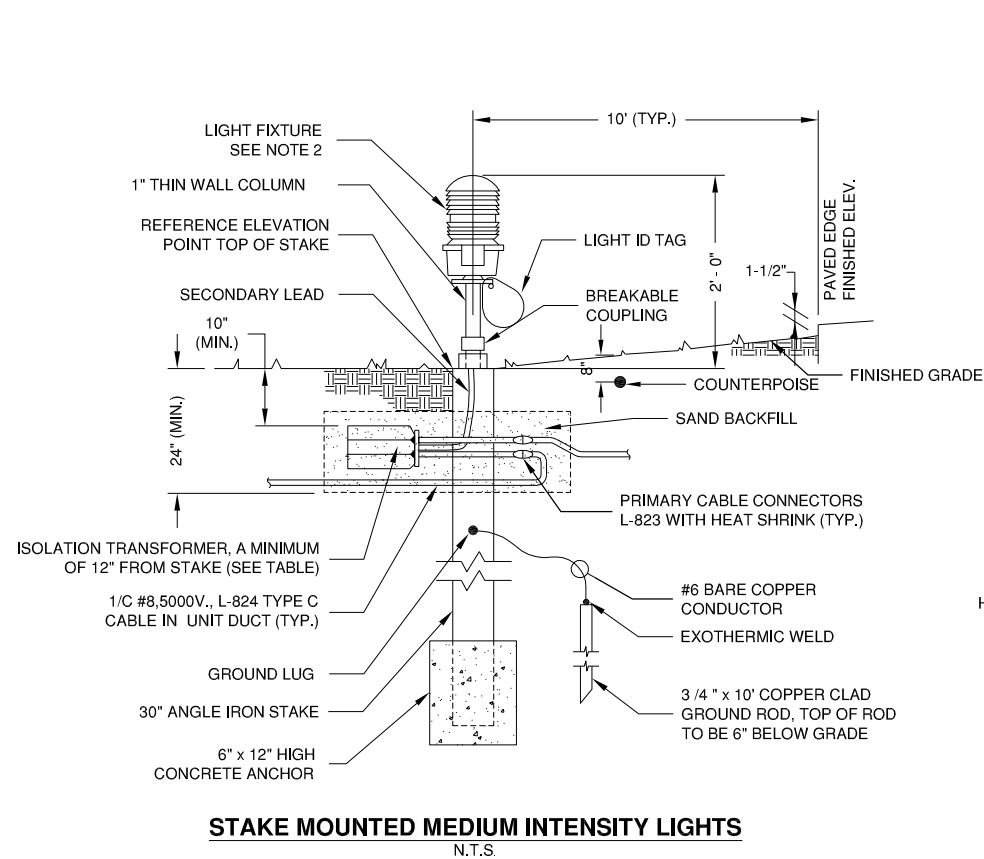 10' (TYP.)
LIGHT FIXTURE
SEE NOTE 2
1" THIN WALL COLUMN
REFERENCE ELEVATION
POINT TOP OF STAKE
LIGHT ID TAG
2' - 0"
1-1/2"
PAVED EDGE
FINISHED ELEV.
SECONDARY LEAD
BREAKABLE
COUPLING
10"
(MIN.)
8"
COUNTERPOISE
FINISHED GRADE
24" (MIN.)
SAND BACKFILL
PRIMARY CABLE CONNECTORS
L-823 WITH HEAT SHRINK (TYP.)
ISOLATION TRANSFORMER, A MINIMUM
OF 12" FROM STAKE (SEE TABLE)
1/C #8,5000V., L-824 TYPE C
CABLE IN UNIT DUCT (TYP.)
#6 BARE COPPER
CONDUCTOR
EXOTHERMIC WELD
GROUND LUG
30" ANGLE IRON STAKE
3 /4 " x 10' COPPER CLAD
GROUND ROD, TOP OF ROD
TO BE 6" BELOW GRADE
6" x 12" HIGH
CONCRETE ANCHOR
STAKE MOUNTED MEDIUM INTENSITY LIGHTS
N.T.S.